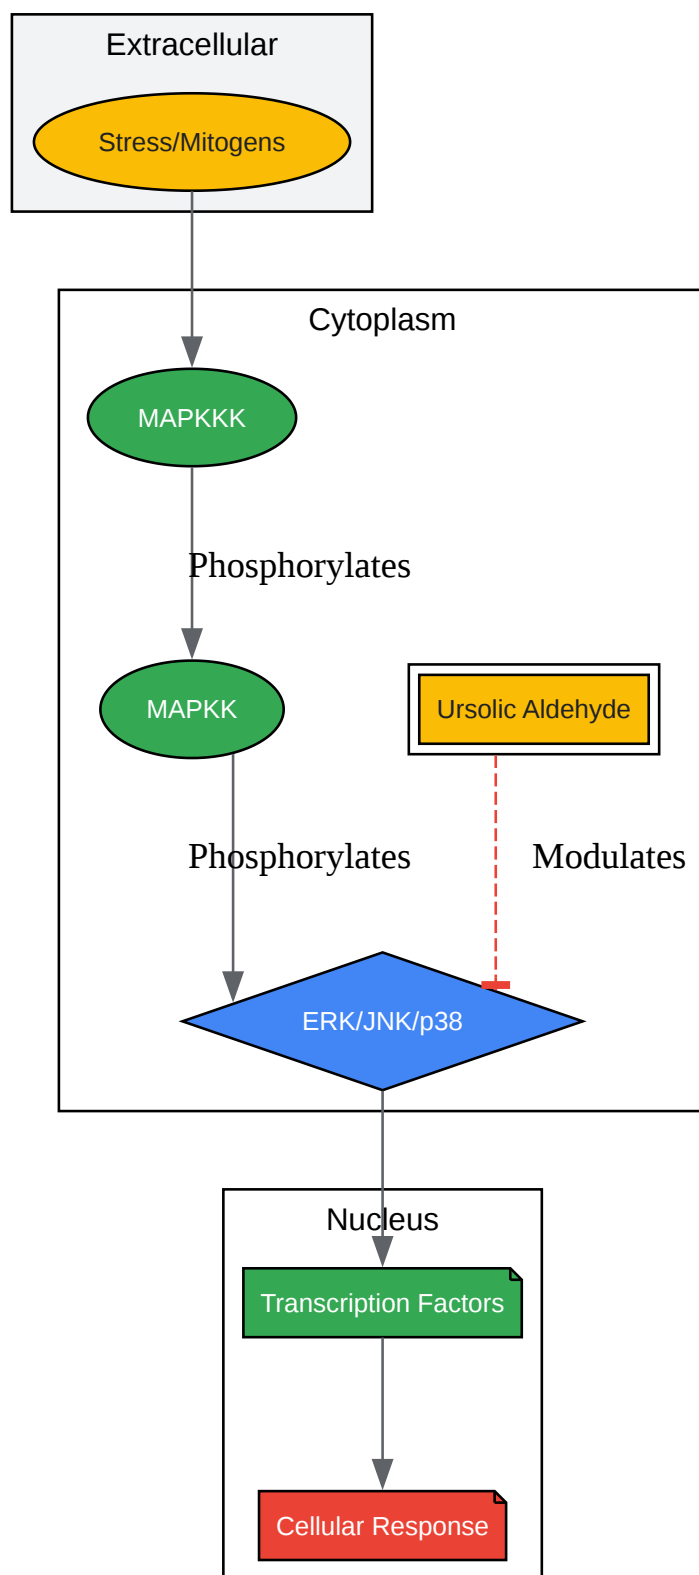 Extracellular
Stress/Mitogens
Cytoplasm
MAPKKK
Phosphorylates
MAPKK
Ursolic Aldehyde
Phosphorylates
Modulates
ERK/JNK/p38
Nucleus
Transcription Factors
Cellular Response